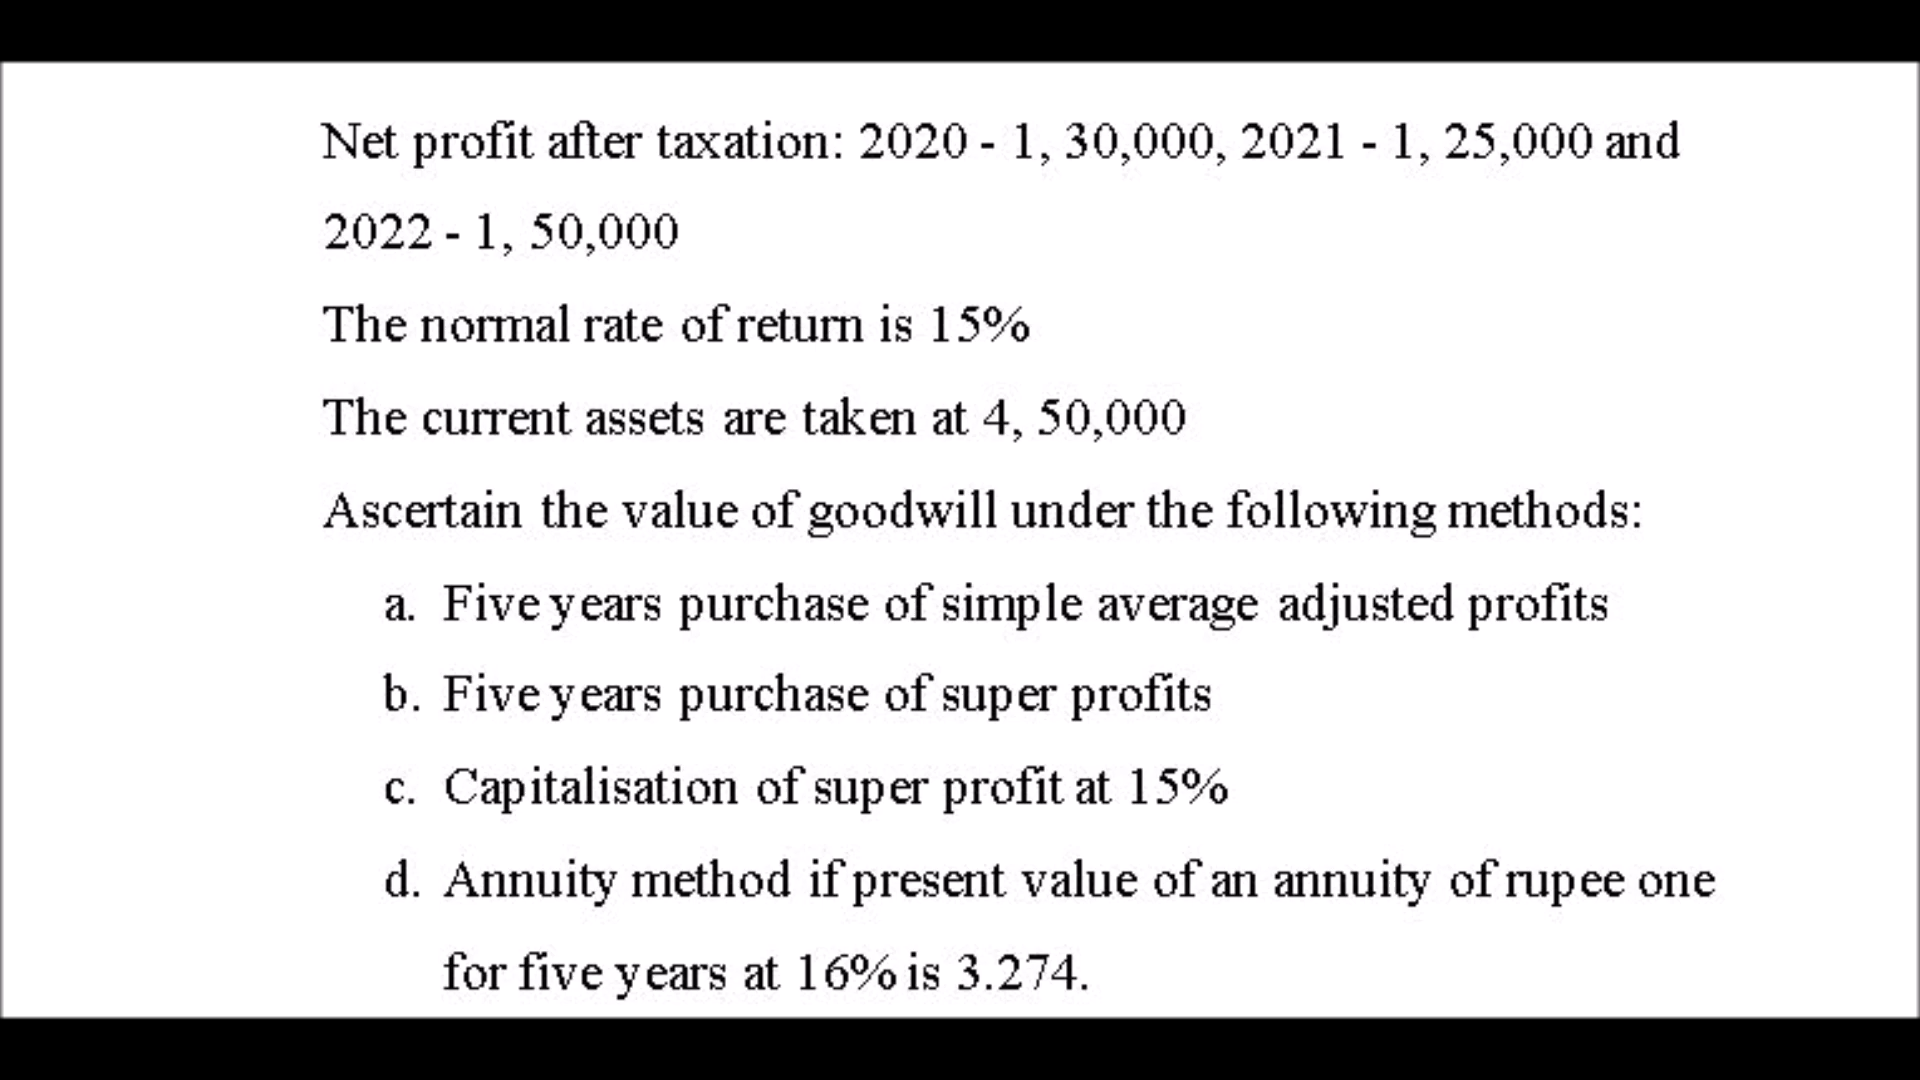 Net profit after taxation: 2020 - 1, 30,000, 2021 - 1, 25,000 and
2022 - 1, 50,000
The normal rate of return is 15%
The current assets are taken at 4, 50,000
Ascertain the value of goodwill under the following methods:
a. Five years purchase of simple average adjusted profits
b. Five years purchase of super profits
c. Capitalisation of super profit at 15%
d. Annuity method if present value of an annuity of rupee one
for five years at 16% is 3.274.